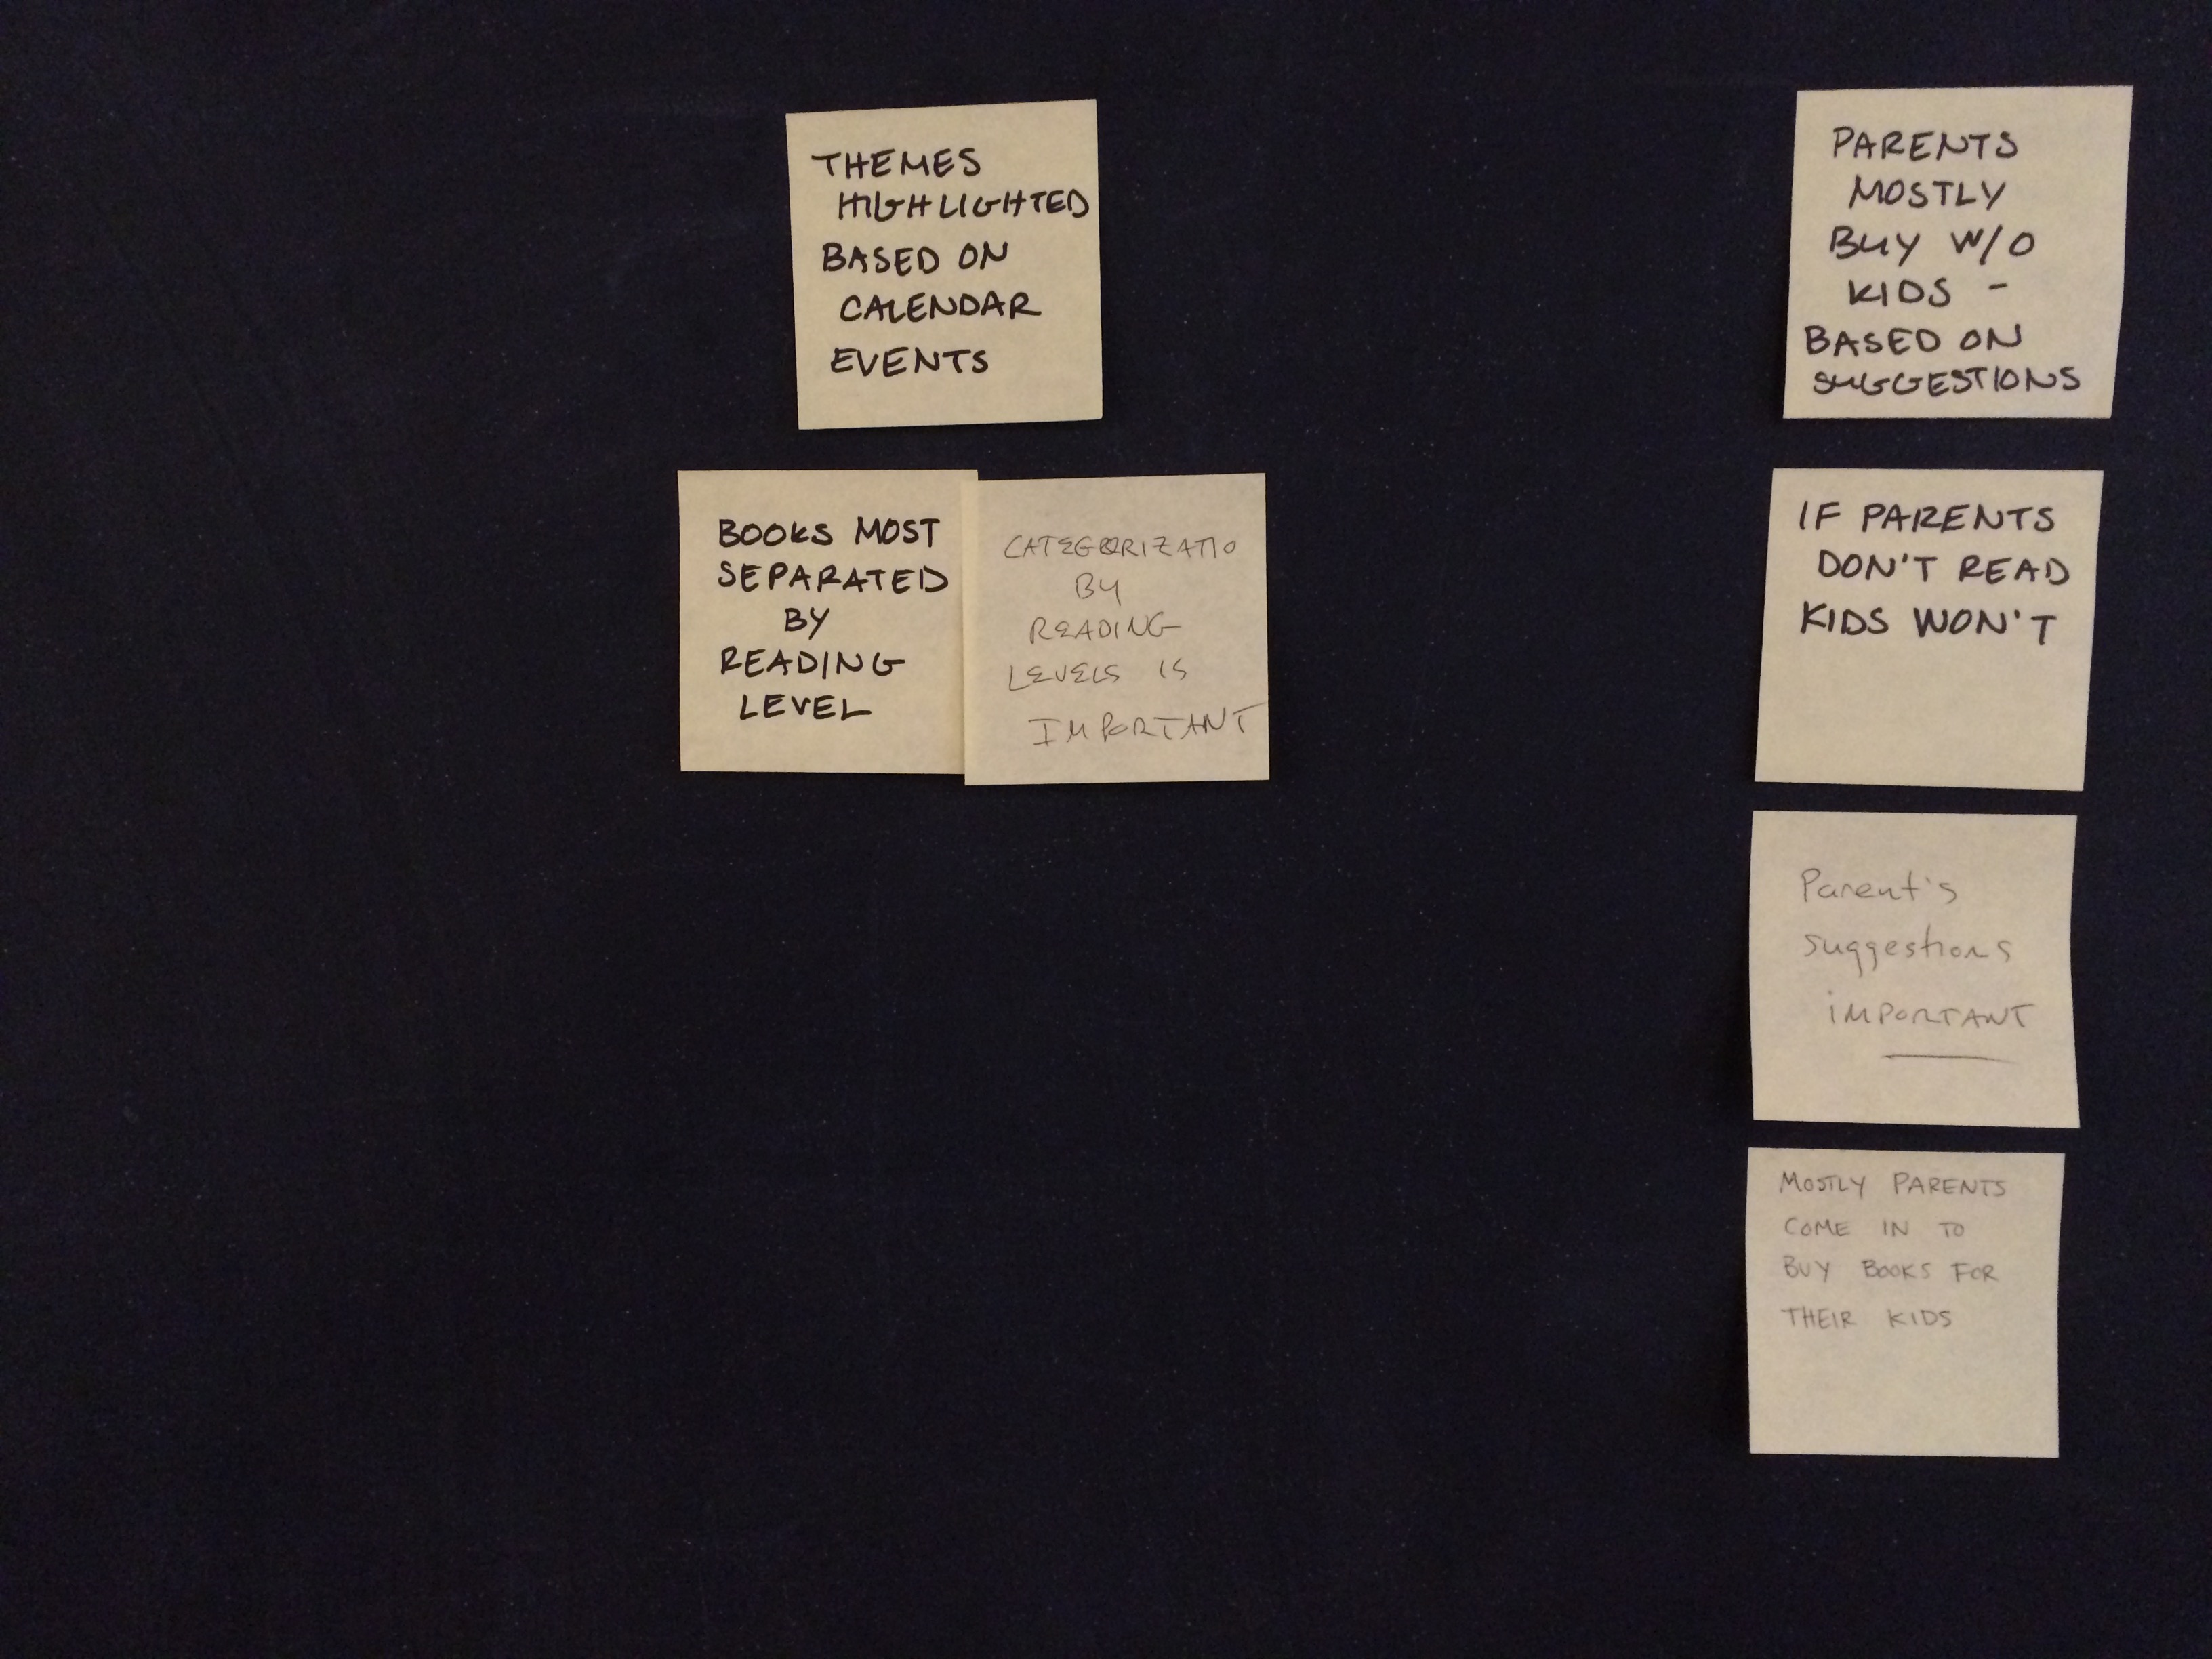 THEMES
HIGHLIGHTED
BASED ON
CALENDAR
EVENTS
BOOKS MOST
SEPARATED
BY
READING
LEVEL
CATEGORIZATIO
BY
READING
LEVELS IS
IMPORTANT
PARENTS
MOSTLY
BUY W/O
KIDS -
BASED ON
SUGGESTIONS
IF PARENTS
DON'T READ
KIDS WON'T
Parent's
suggestions
IMPORTANT
MOSTLY PARENTS
COME IN TO
BUY BOOKS FOR
THEIR KIDS